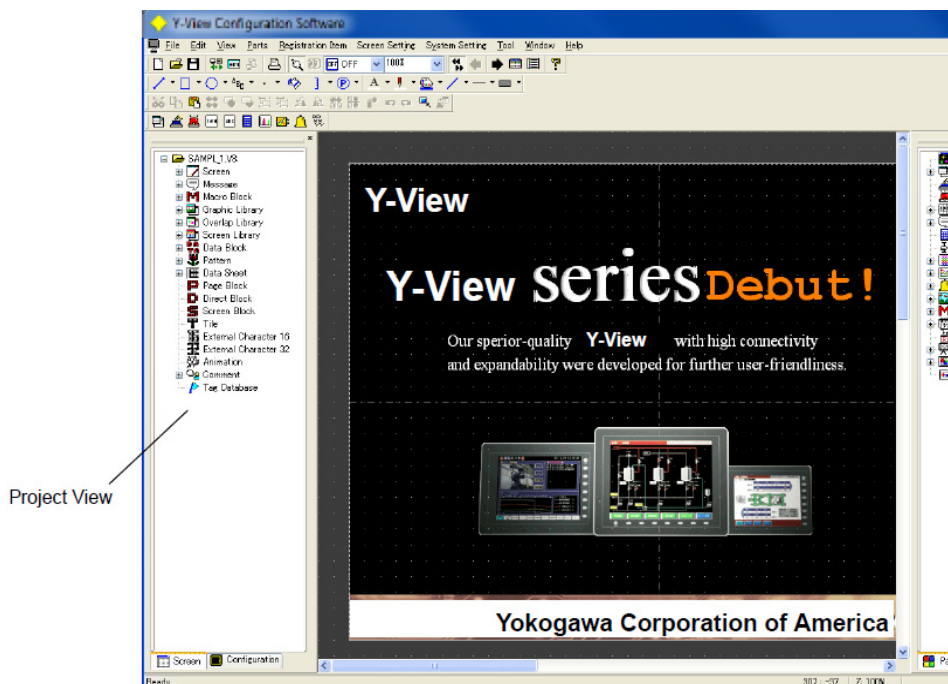 Y-View Configuration Software
File Edit View Parts Registration Item Screen Setting System Setting Tool Window Help
OFF 100%
SAMPL_1.V8
Screen
Message
Macro Block
Graphic Library
Overlap Library
Screen Library
Data Block
Pattern
Data Sheet
Page Block
Direct Block
Screen Block
Tile
External Character 16
External Character 32
Animation
Comment
Tag Database
Project View
Y-View
Y-View series Debut!
Our sperior-quality Y-View with high connectivity
and expandability were developed for further user-friendliness.
Yokogawa Corporation of America
Screen Configuration
Ready